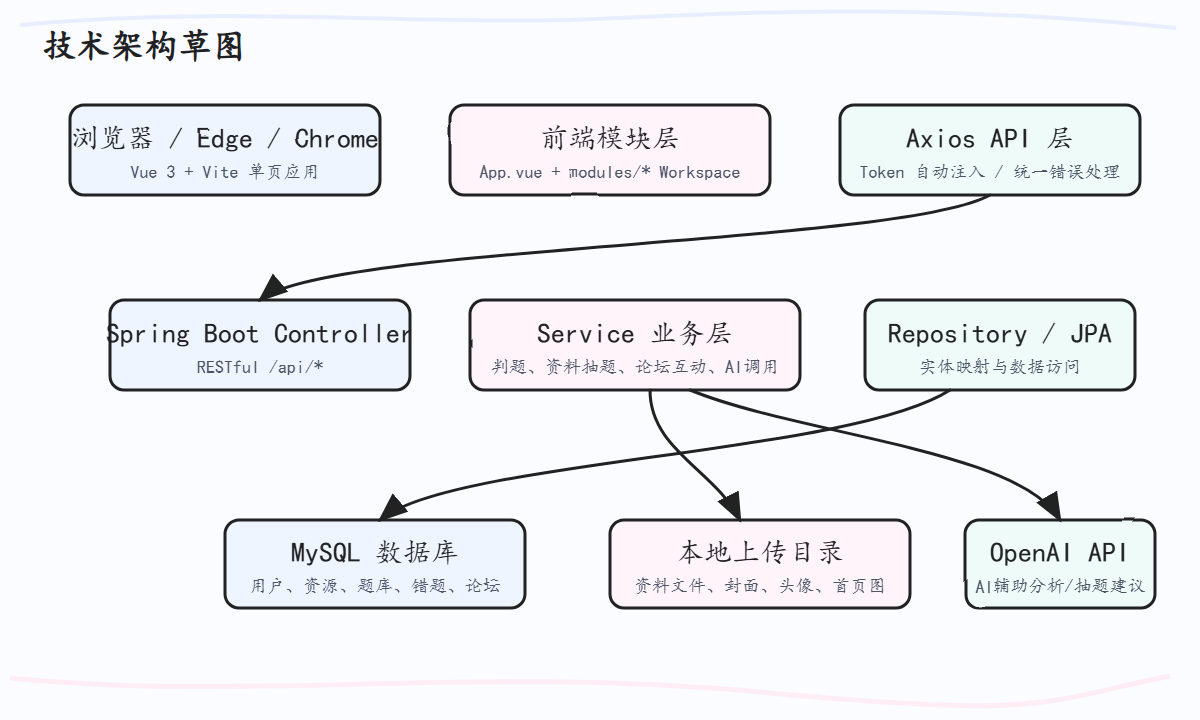 技术架构草图
浏览器 / Edge / Chrome
Vue 3 + Vite 单页应用
前端模块层
App.vue + modules/* Workspace
Axios API 层
Token 自动注入 / 统一错误处理
Spring Boot Controller
RESTful /api/*
Service 业务层
判题、资料抽题、论坛互动、AI调用
Repository / JPA
实体映射与数据访问
MySQL 数据库
用户、资源、题库、错题、论坛
本地上传目录
资料文件、封面、头像、首页图
OpenAI API
AI辅助分析/抽题建议